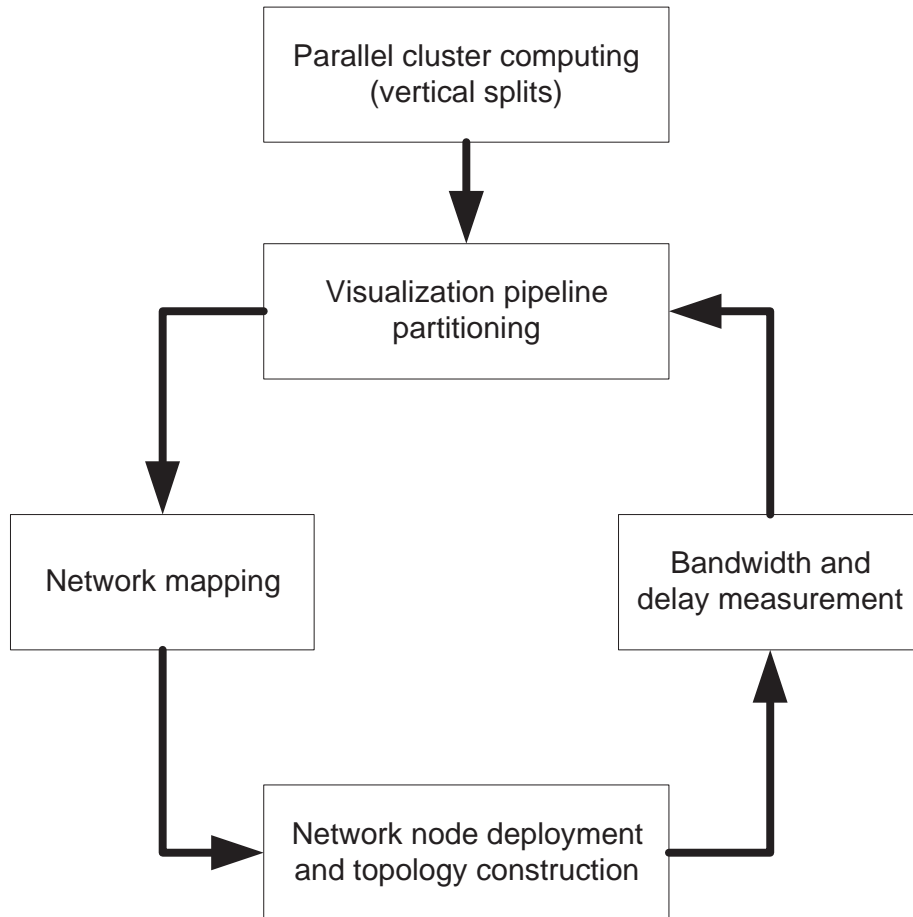 Parallel cluster computing
(vertical splits)
Visualization pipeline
partitioning
Network mapping
Bandwidth and
delay measurement
Network node deployment
and topology construction